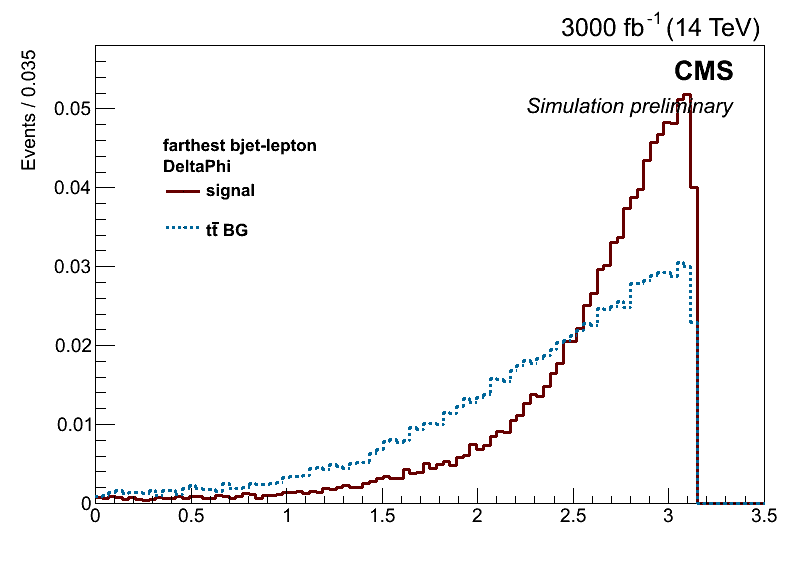 3000 fb-1 (14 TeV)
CMS
Simulation preliminary
Events / 0.035
farthest bjet-lepton
DeltaPhi
signal
tt̄ BG
0.05
0.04
0.03
0.02
0.01
0
0 0.5 1 1.5 2 2.5 3 3.5